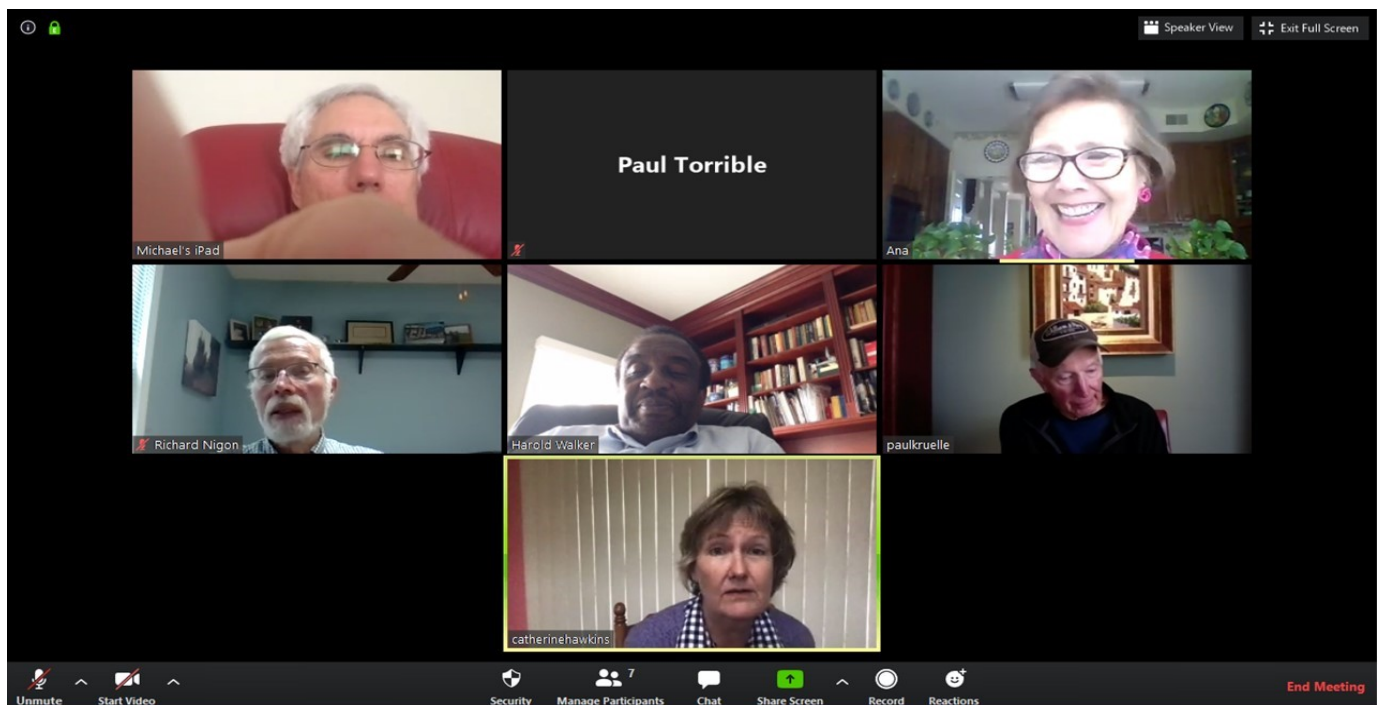 Speaker View
Exit Full Screen
Paul Torrible
Michael's iPad
Ana
Richard Nigon
Harold Walker
paulkruelle
catherinehawkins
Unmute
Start Video
Security
Manage Participants
7
Chat
Share Screen
Record
Reactions
End Meeting